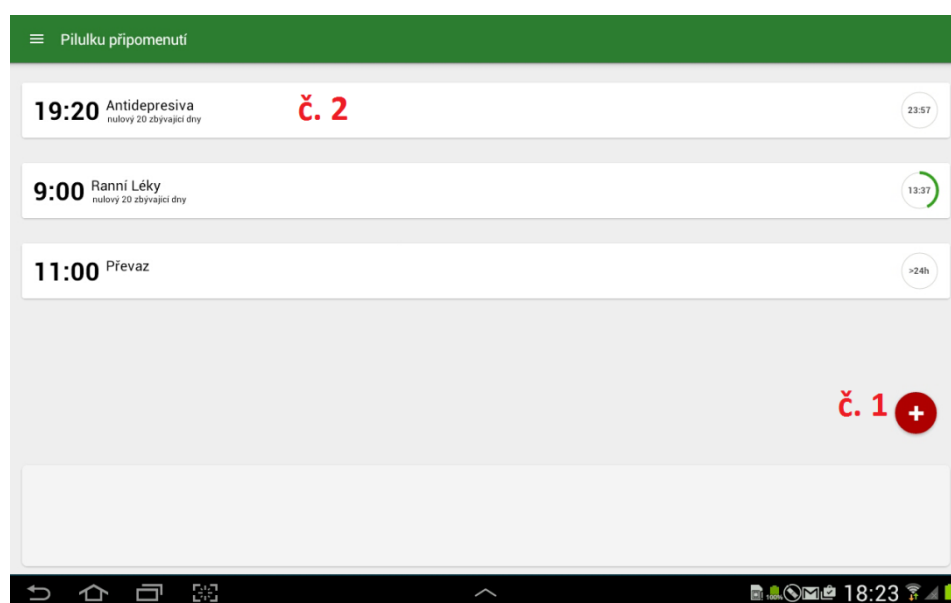 Pilulku připomenutí
19:20 Antidepresiva č. 2 23:57
nulový 20 zbývající dny
9:00 Ranní Léky 13:37
nulový 20 zbývající dny
11:00 Převaz >24h
č. 1 +
100% 18:23